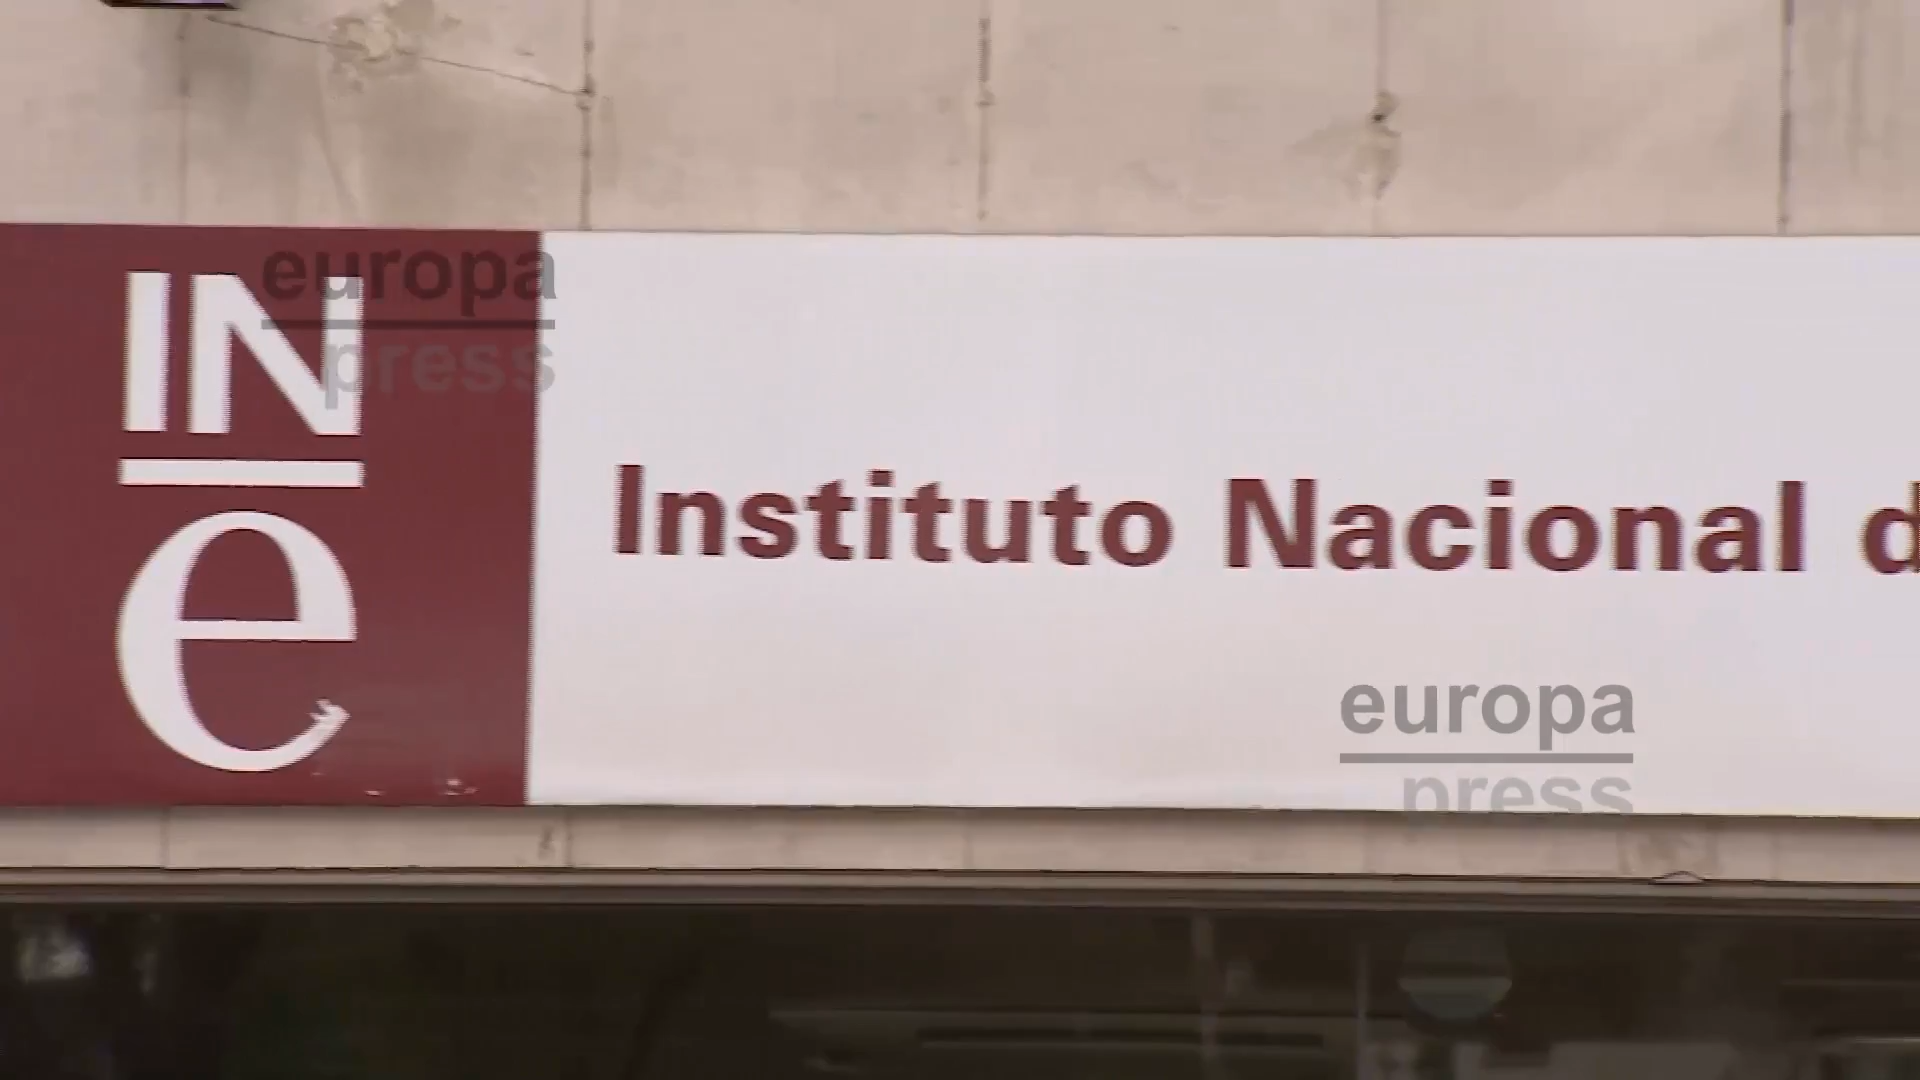 IN
e
Instituto Nacional d
europa
press
europa
press